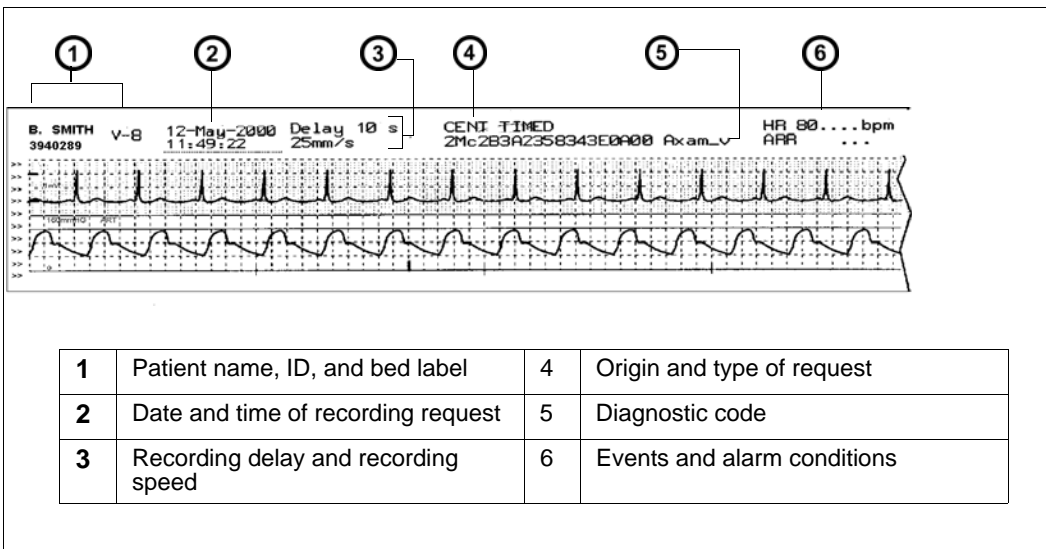 1 2 3 4 5 6
B. SMITH V-8 12-May-2000 Delay 10 s CENT TIMED HR 80....bpm
3940289 11:49:22 25mm/s 2Mc2B3A2358343E0A00 Axam_v ARR ...
ART
1 Patient name, ID, and bed label 4 Origin and type of request
2 Date and time of recording request 5 Diagnostic code
3 Recording delay and recording speed 6 Events and alarm conditions